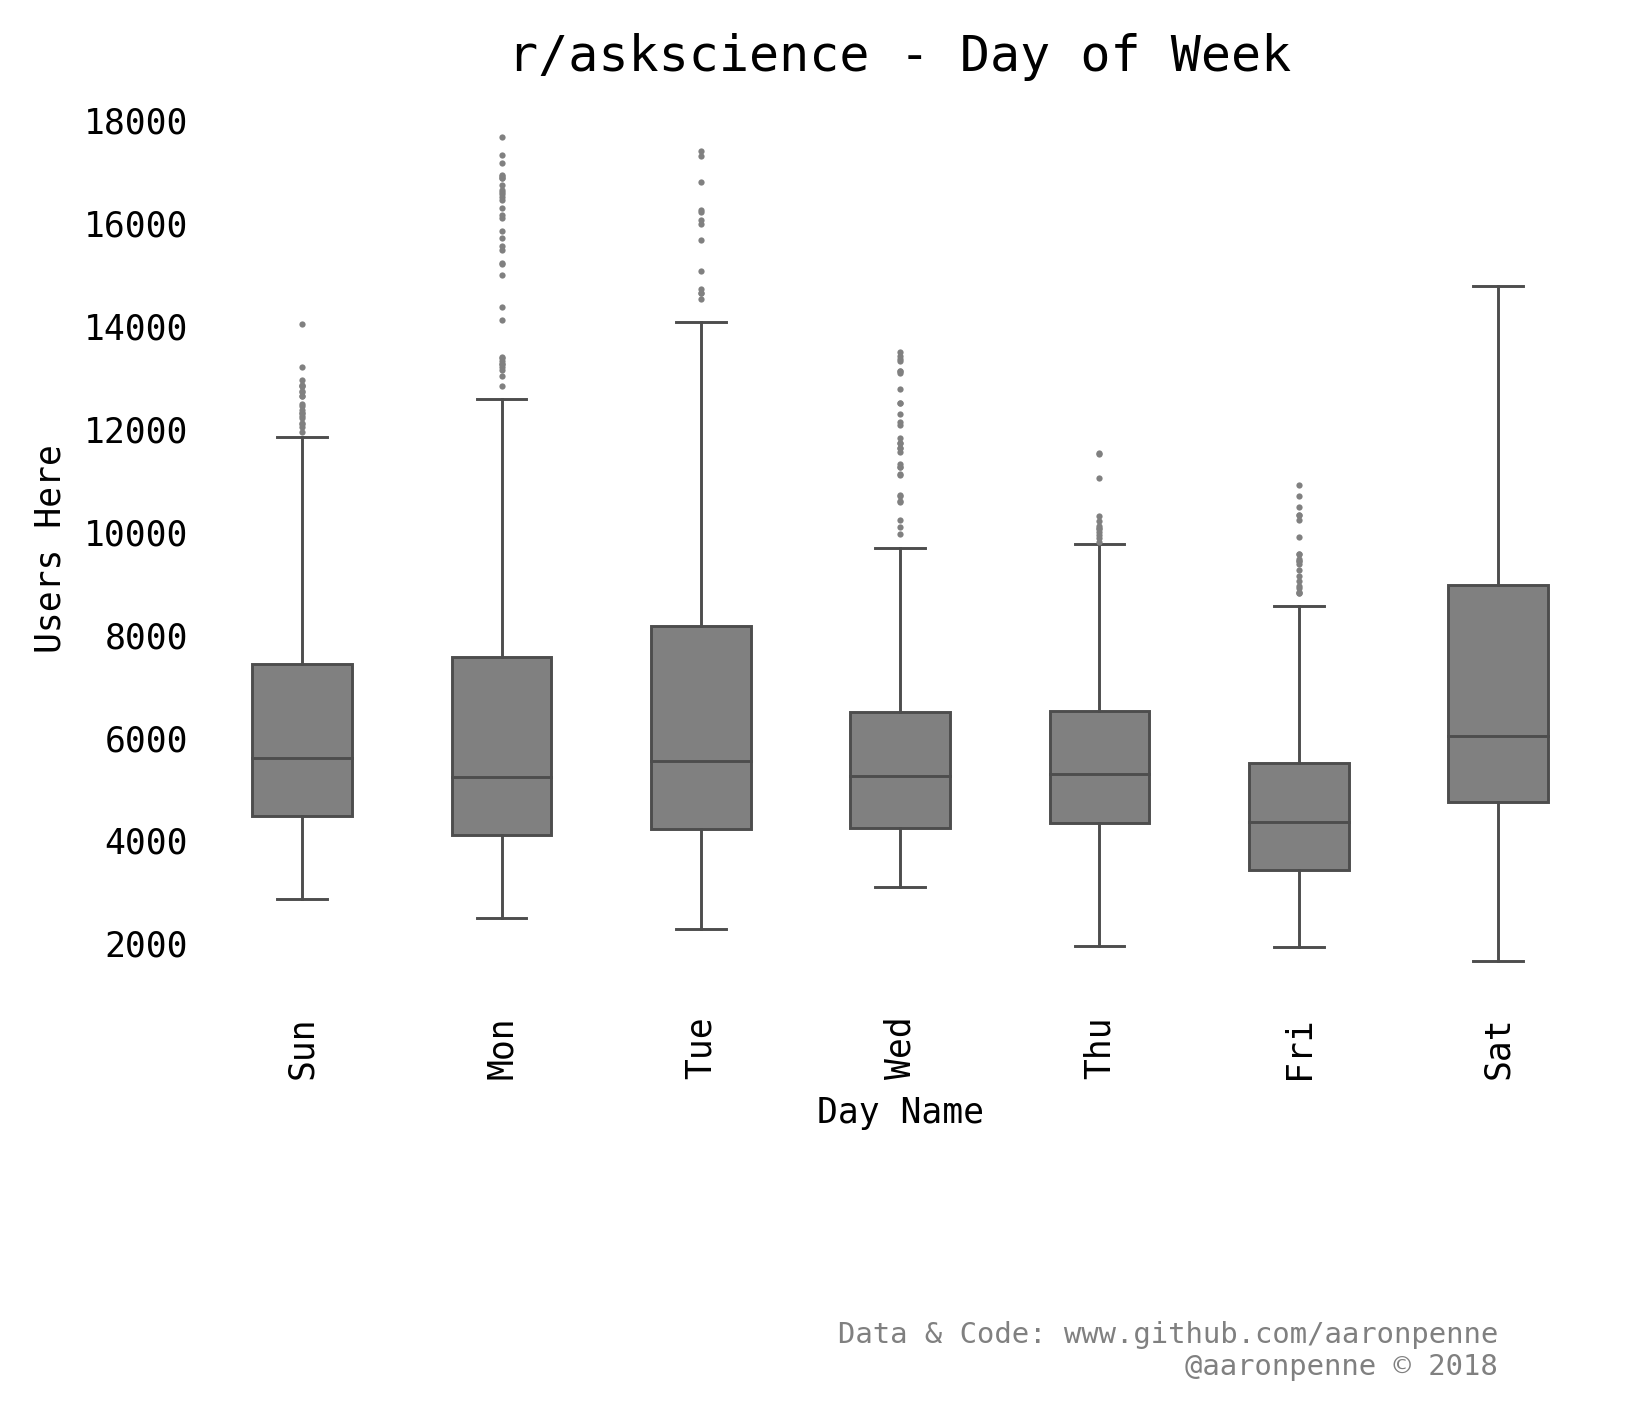 r/askscience - Day of Week
18000
16000
14000
12000
10000
8000
6000
4000
2000
Users Here
Sun
Mon
Tue
Wed
Thu
Fri
Sat
Day Name
Data & Code: www.github.com/aaronpenne
@aaronpenne © 2018